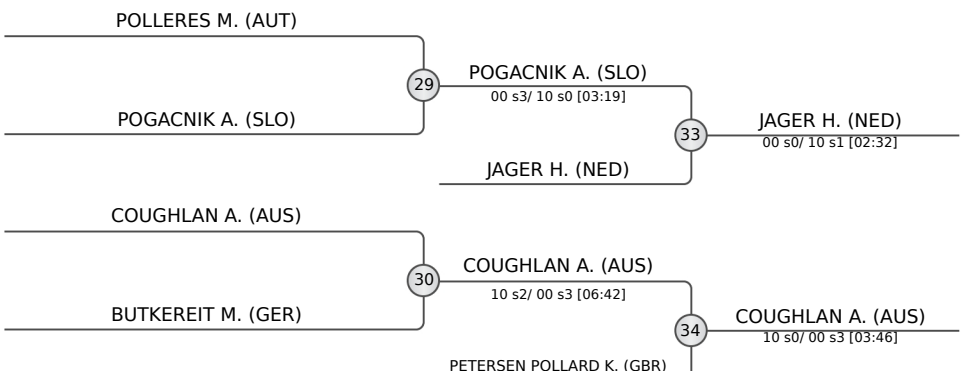 POLLERES M. (AUT)
29
POGACNIK A. (SLO)
00 s3/ 10 s0 [03:19]
POGACNIK A. (SLO)
33
JAGER H. (NED)
00 s0/ 10 s1 [02:32]
JAGER H. (NED)
COUGHLAN A. (AUS)
30
COUGHLAN A. (AUS)
10 s2/ 00 s3 [06:42]
BUTKEREIT M. (GER)
34
COUGHLAN A. (AUS)
10 s0/ 00 s3 [03:46]
PETERSEN POLLARD K. (GBR)